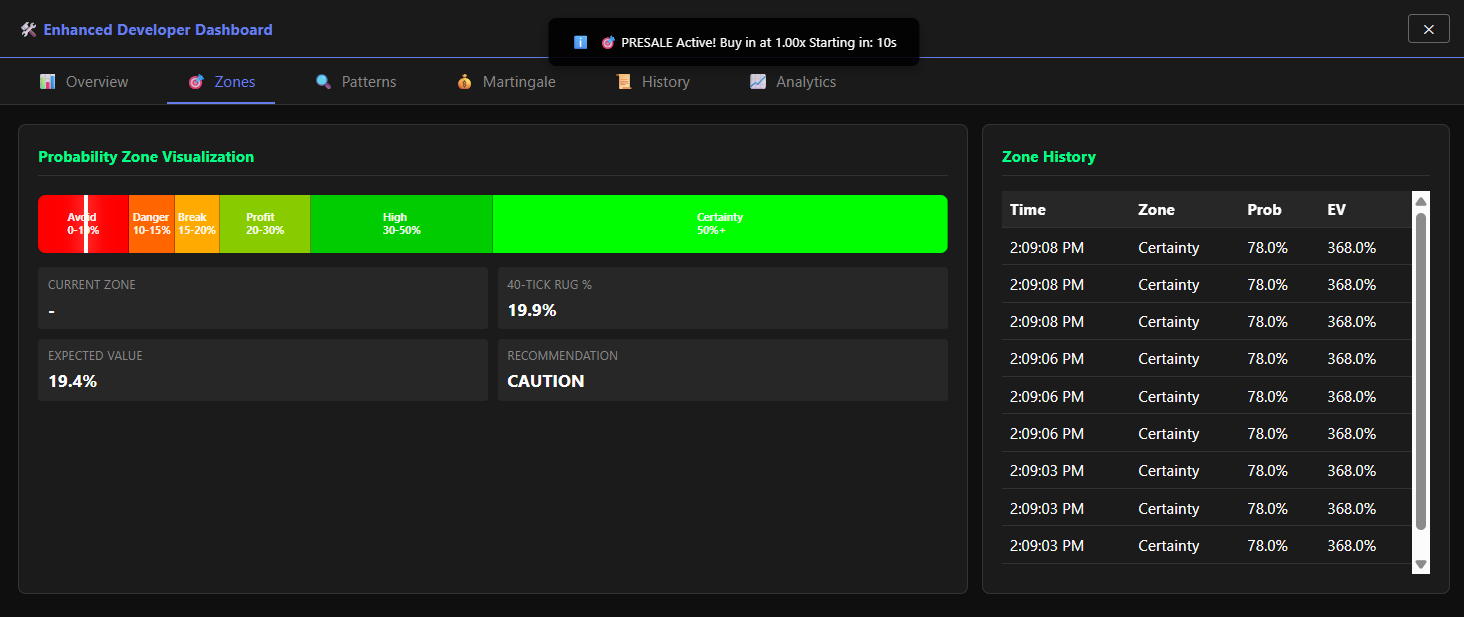 🛠 Enhanced Developer Dashboard
ℹ 🎯 PRESALE Active! Buy in at 1.00x Starting in: 10s
✕
📊 Overview
🎯 Zones
🔍 Patterns
💰 Martingale
📜 History
📈 Analytics
Probability Zone Visualization
Avoid
0-10%
Danger
10-15%
Break
15-20%
Profit
20-30%
High
30-50%
Certainty
50%+
CURRENT ZONE
-
40-TICK RUG %
19.9%
EXPECTED VALUE
19.4%
RECOMMENDATION
CAUTION
Zone History
Time Zone Prob EV
2:09:08 PM Certainty 78.0% 368.0%
2:09:08 PM Certainty 78.0% 368.0%
2:09:08 PM Certainty 78.0% 368.0%
2:09:06 PM Certainty 78.0% 368.0%
2:09:06 PM Certainty 78.0% 368.0%
2:09:06 PM Certainty 78.0% 368.0%
2:09:03 PM Certainty 78.0% 368.0%
2:09:03 PM Certainty 78.0% 368.0%
2:09:03 PM Certainty 78.0% 368.0%